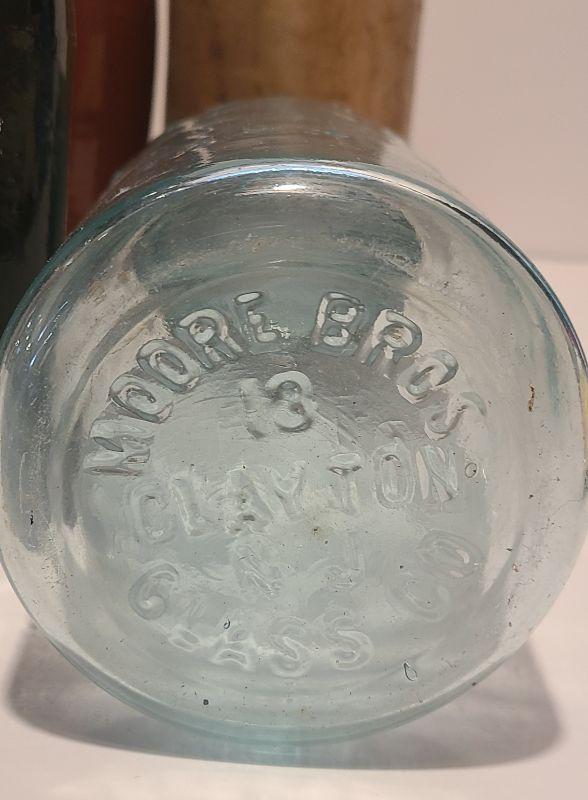 MOORE BROS
13
CLAYTON
N J
GLASS CO